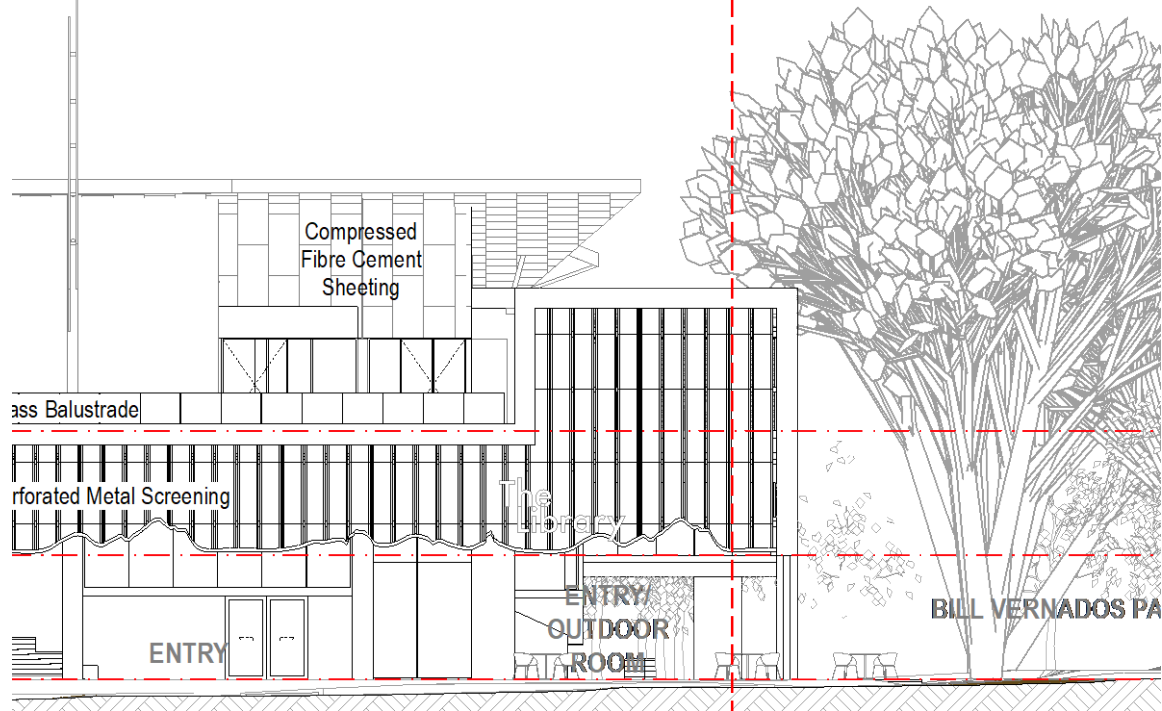 Compressed
Fibre Cement
Sheeting
ass Balustrade
rforated Metal Screening
The
Library
ENTRY/
OUTDOOR
ROOM
BILL VERNADOS PA
ENTRY